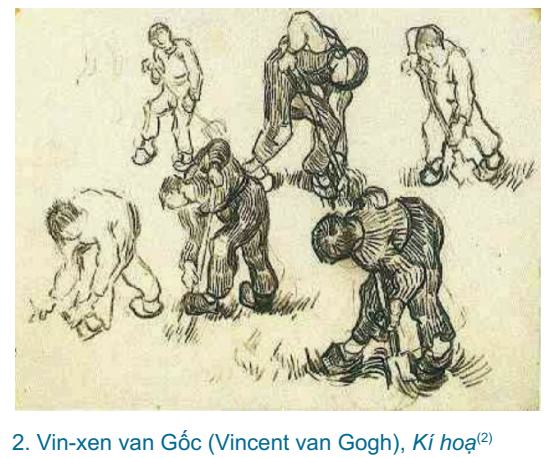 2. Vin-xen van Gốc (Vincent van Gogh), Kí hoạ(2)